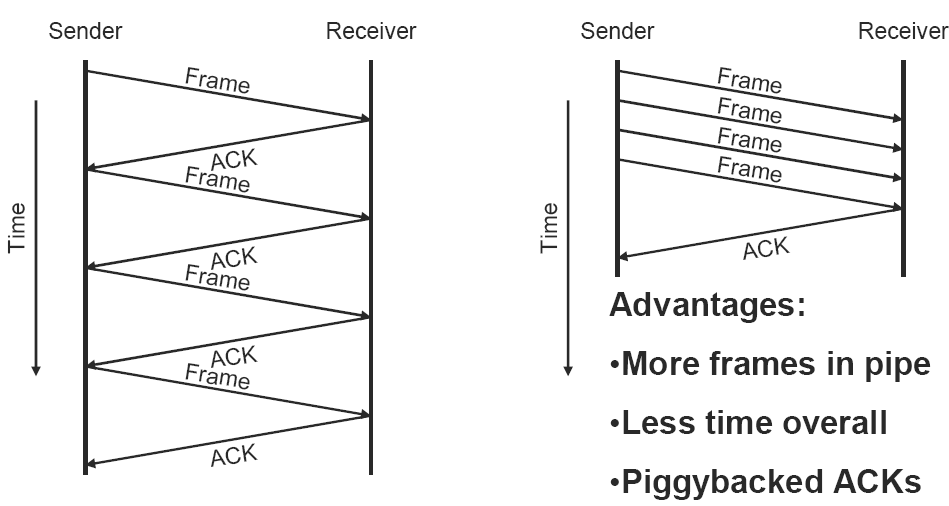 Sender
Receiver
Frame
ACK
Frame
ACK
Frame
ACK
Frame
ACK
Time
Sender
Receiver
Frame
Frame
Frame
Frame
ACK
Time
Advantages:
•More frames in pipe
•Less time overall
•Piggybacked ACKs